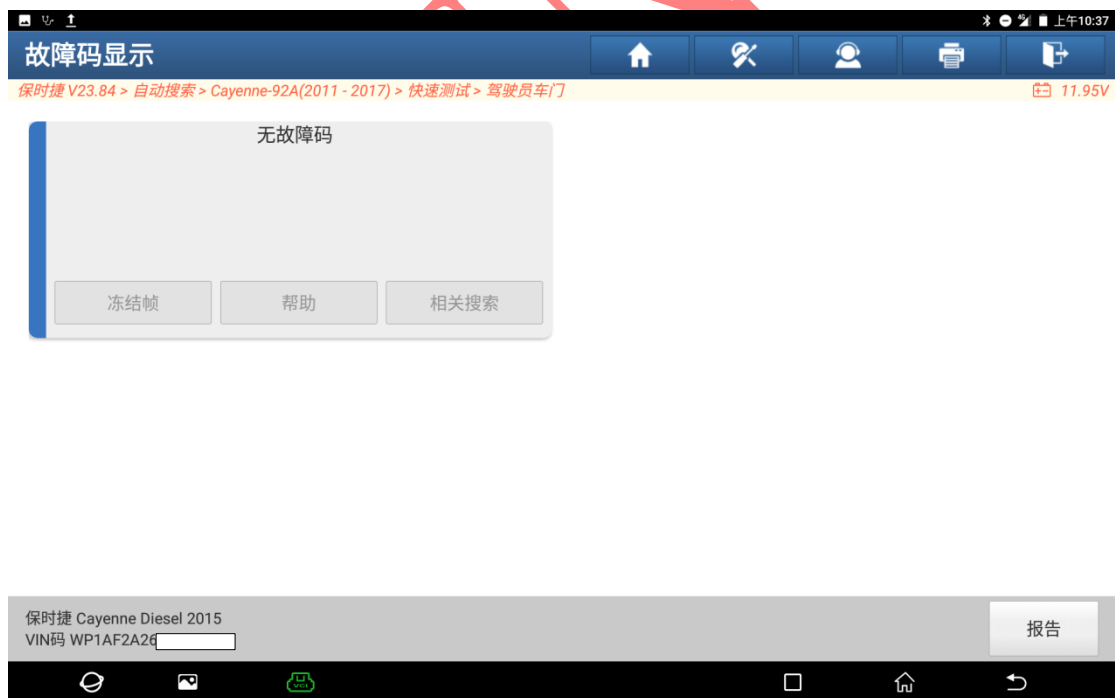 上午10:37
故障码显示
保时捷 V23.84 > 自动搜索 > Cayenne-92A(2011 - 2017) > 快速测试 > 驾驶员车门
11.95V
无故障码
冻结帧
帮助
相关搜索
保时捷 Cayenne Diesel 2015
VIN码 WP1AF2A26
报告
VCI